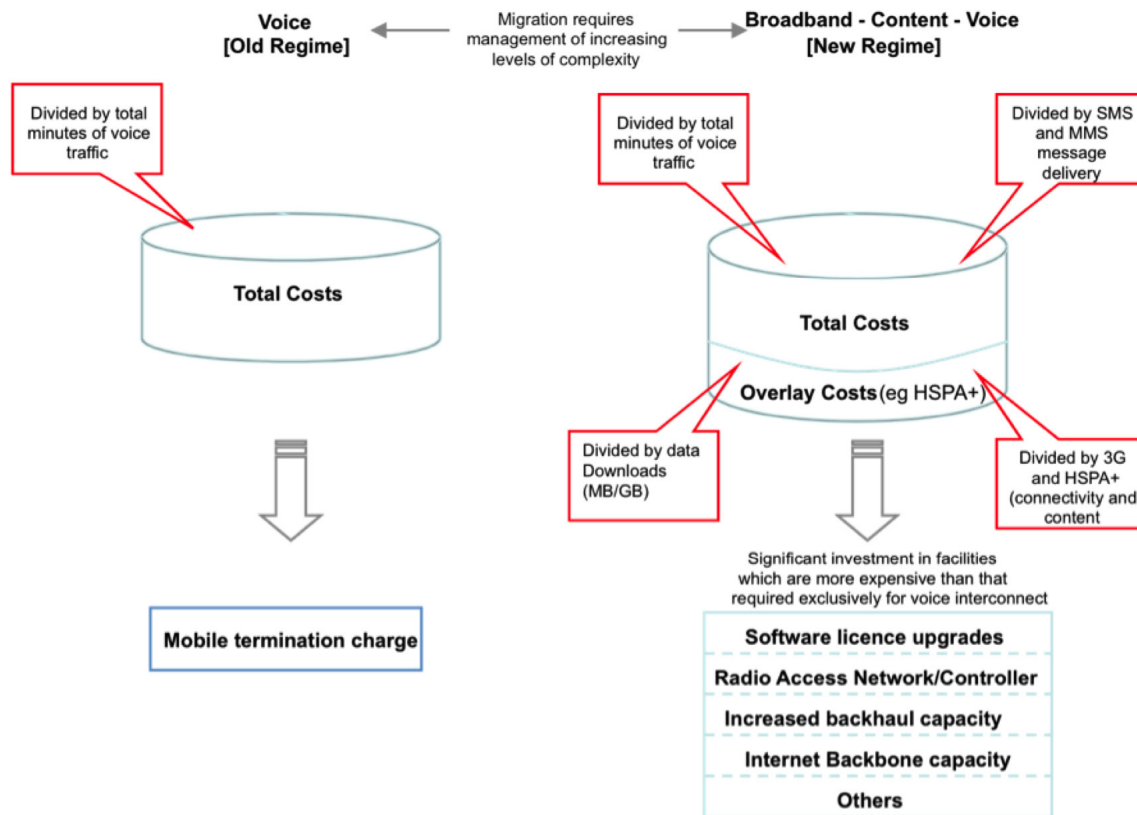 Voice
[Old Regime]
Migration requires
management of increasing
levels of complexity
Broadband - Content - Voice
[New Regime]
Divided by total
minutes of voice
traffic
Divided by total
minutes of voice
traffic
Divided by SMS
and MMS
message
delivery
Total Costs
Total Costs
Overlay Costs (eg HSPA+)
Divided by data
Downloads
(MB/GB)
Divided by 3G
and HSPA+
(connectivity and
content
Significant investment in facilities
which are more expensive than that
required exclusively for voice interconnect
Mobile termination charge
Software licence upgrades
Radio Access Network/Controller
Increased backhaul capacity
Internet Backbone capacity
Others